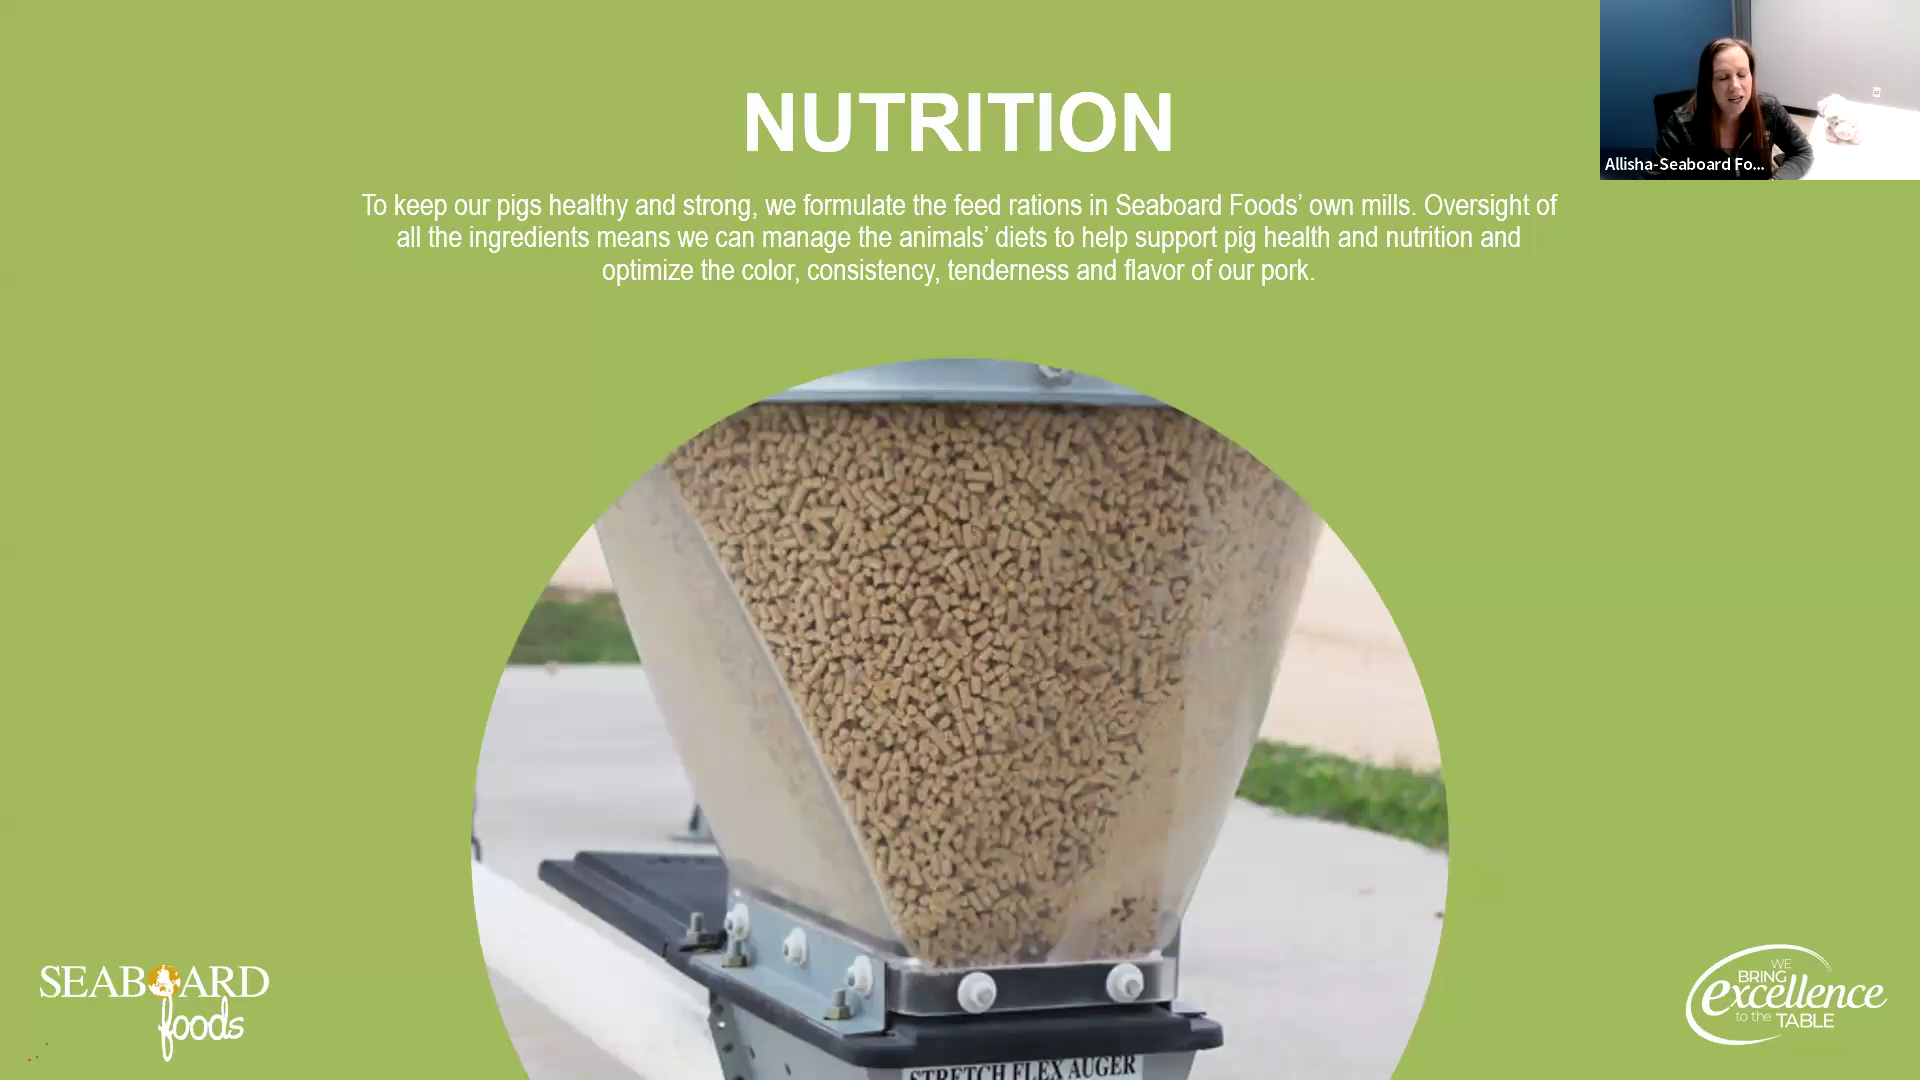 NUTRITION
To keep our pigs healthy and strong, we formulate the feed rations in Seaboard Foods’ own mills. Oversight of
all the ingredients means we can manage the animals’ diets to help support pig health and nutrition and
optimize the color, consistency, tenderness and flavor of our pork.
Allisha-Seaboard Fo...
STRETCH FLEX AUGER
SEABOARD
foods
WE
BRING
excellence
to the TABLE